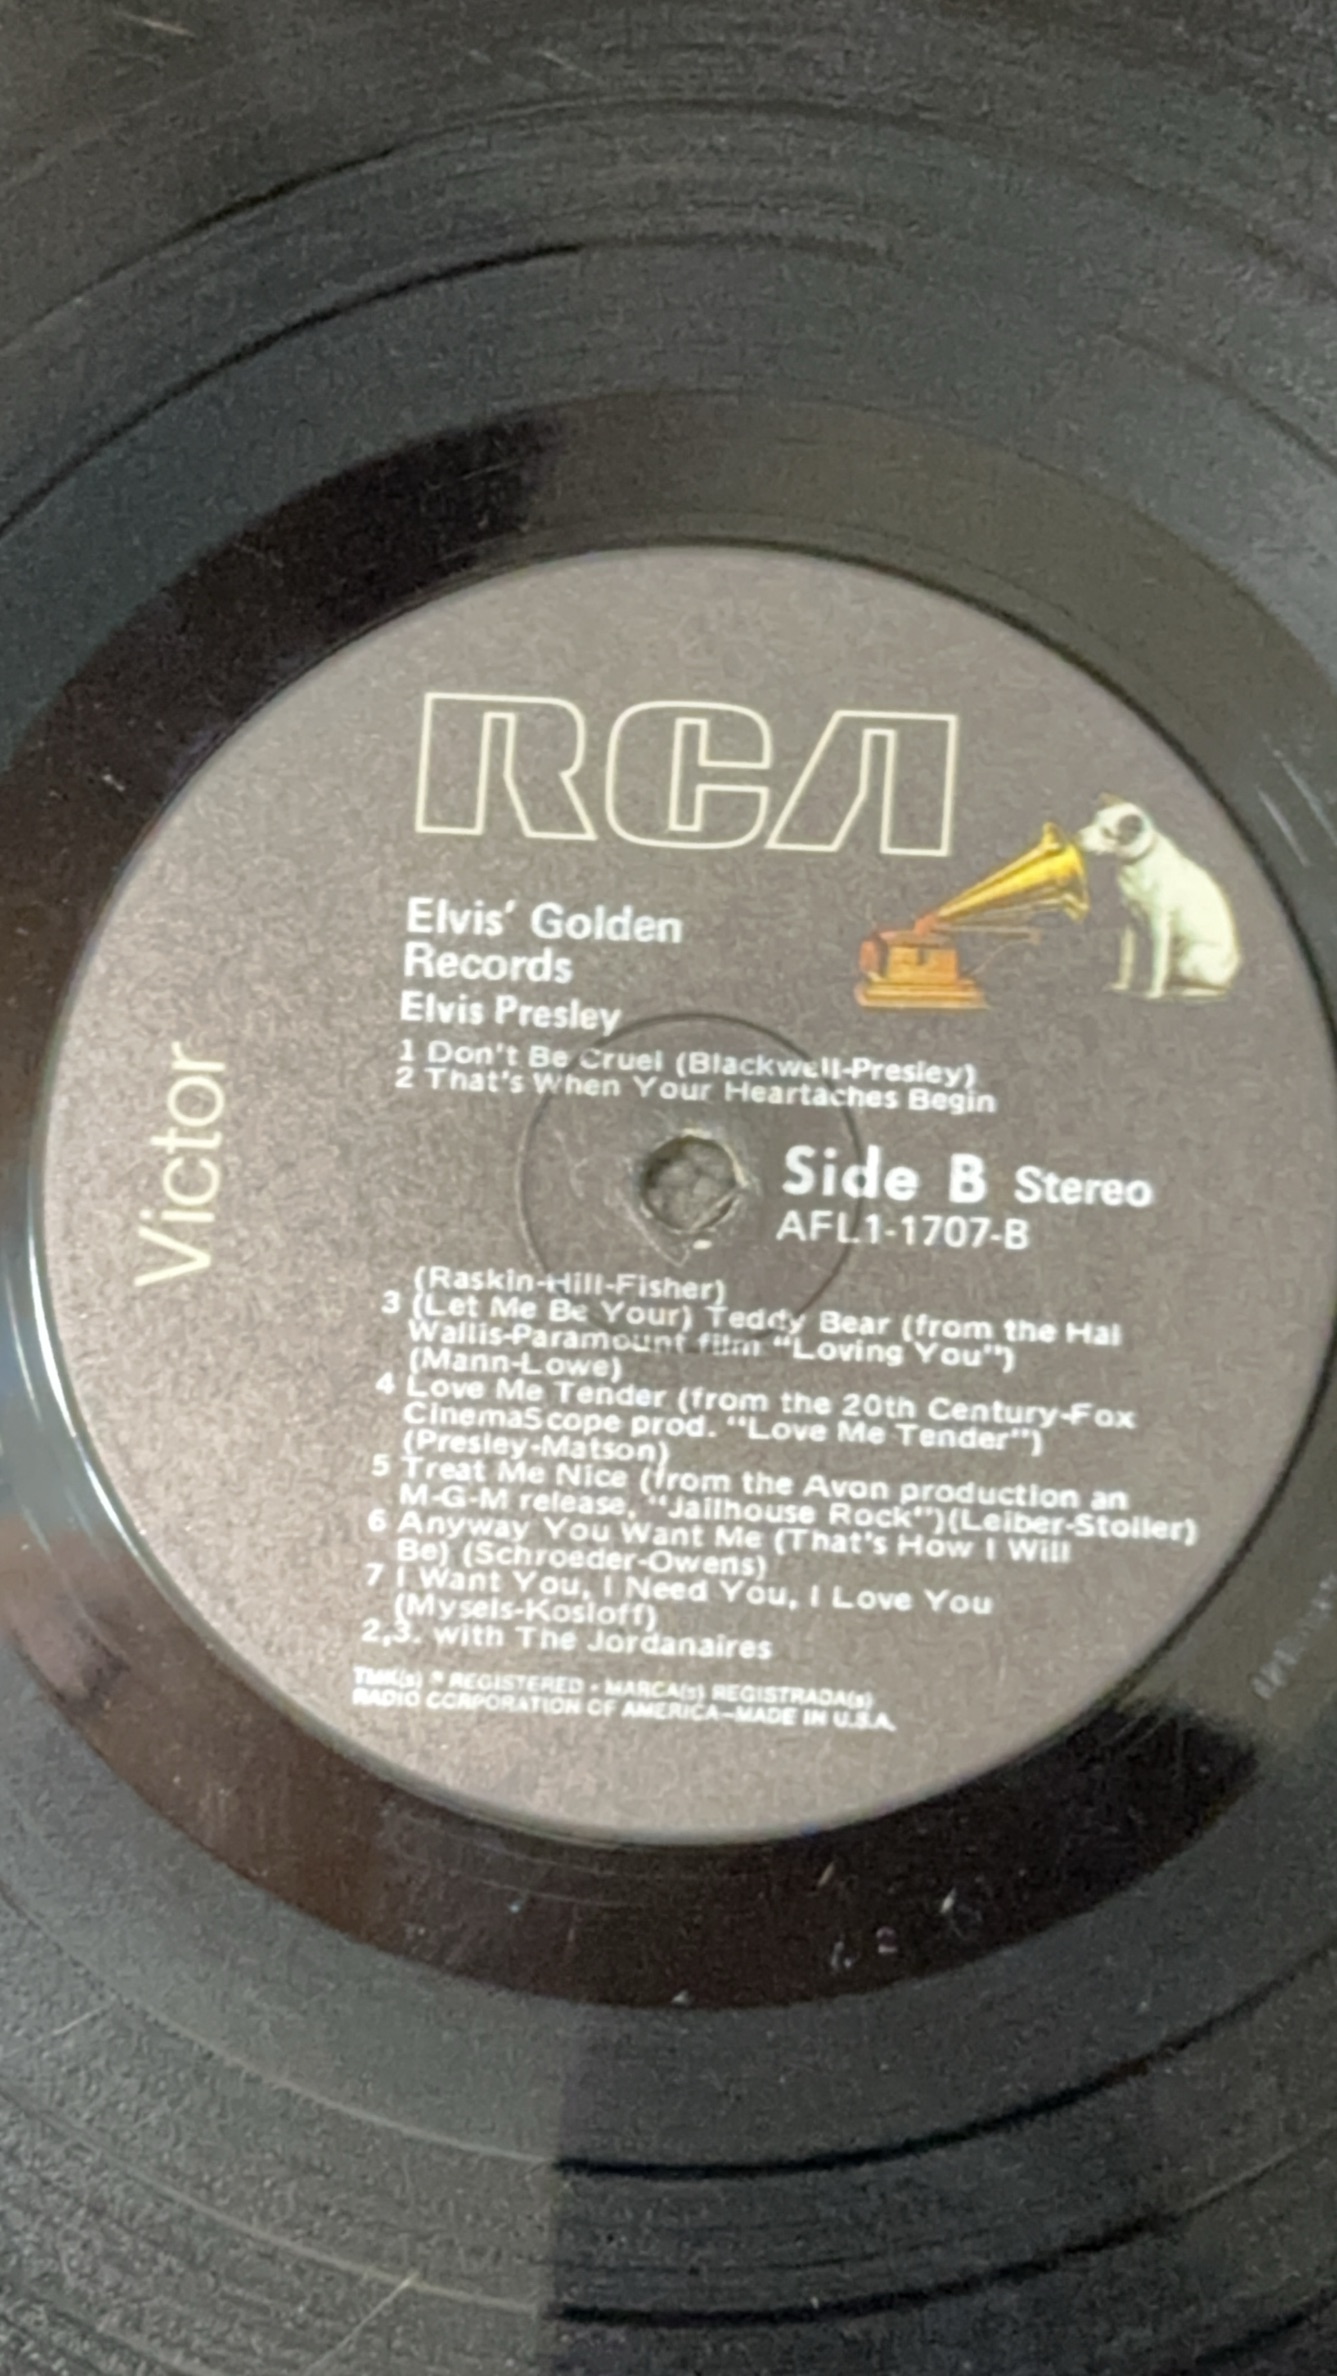 RCA
Elvis' Golden
Records
Elvis Presley
1 Don't Be Cruel (Blackwell-Presley)
2 That's When Your Heartaches Begin
Side B Stereo
AFL1-1707-B
Victor
(Raskin-Hill-Fisher)
3 (Let Me Be Your) Teddy Bear (from the Hal
Wallis-Paramount film "Loving You")
(Mann-Lowe)
4 Love Me Tender (from the 20th Century-Fox
CinemaScope prod. "Love Me Tender")
(Presley-Matson)
5 Treat Me Nice (from the Avon production an
M-G-M release, "Jailhouse Rock")(Leiber-Stoller)
6 Anyway You Want Me (That's How I Will
Be) (Schroeder-Owens)
7 I Want You, I Need You, I Love You
(Mysels-Kosloff)
2,3. with The Jordanaires
TMK(s) ® REGISTERED • MARCA(s) REGISTRADA(s)
RADIO CORPORATION OF AMERICA—MADE IN U.S.A.